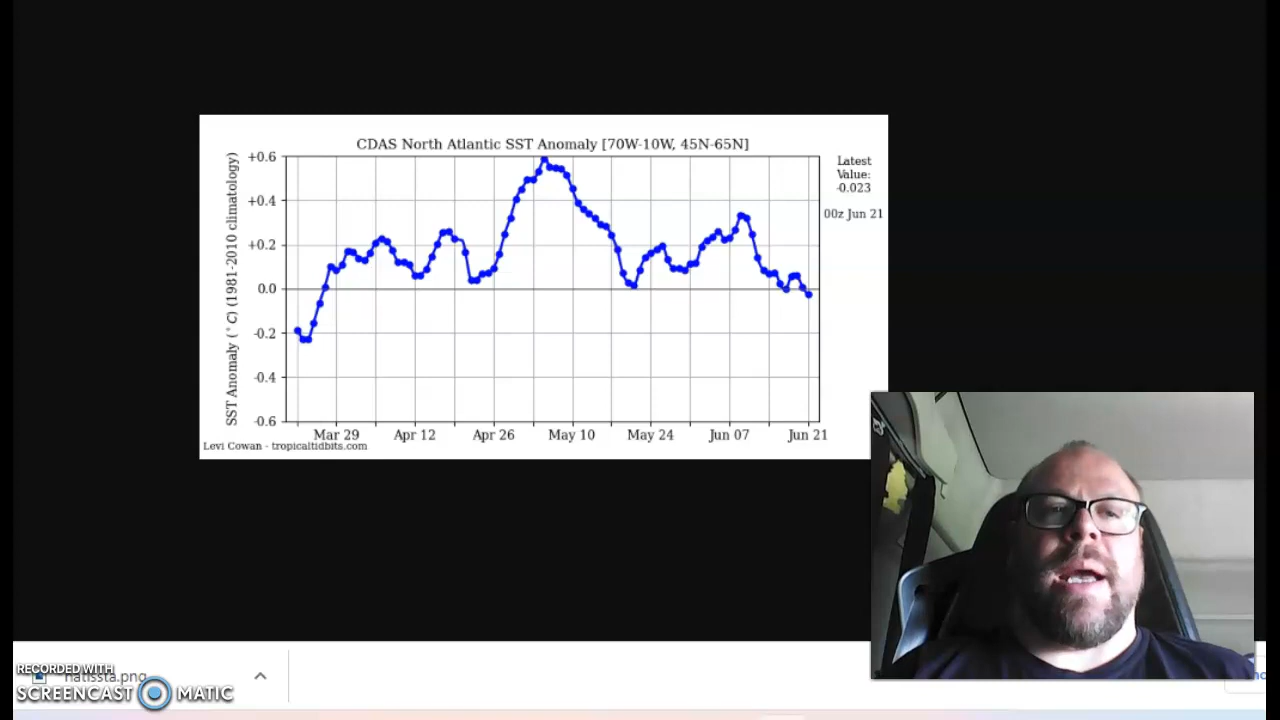 CDAS North Atlantic SST Anomaly [70W-10W, 45N-65N]
SST Anomaly (°C) (1981-2010 climatology)
+0.6
+0.4
+0.2
0.0
-0.2
-0.4
-0.6
Mar 29 Apr 12 Apr 26 May 10 May 24 Jun 07 Jun 21
Latest
Value:
-0.023
00z Jun 21
Levi Cowan - tropicaltidbits.com
RECORDED WITH
SCREENCAST MATIC